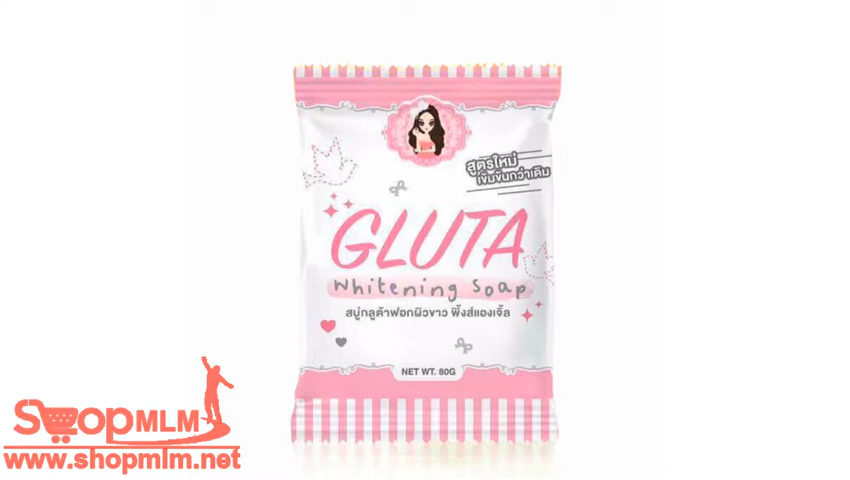 สูตรใหม่
เข้มข้นกว่าเดิม
GLUTA
Whitening Soap
สบู่กลูต้าฟอกผิวขาว พิ้งส์แองเจิ้ล
NET WT. 80G
ShopMLM
www.shopmlm.net